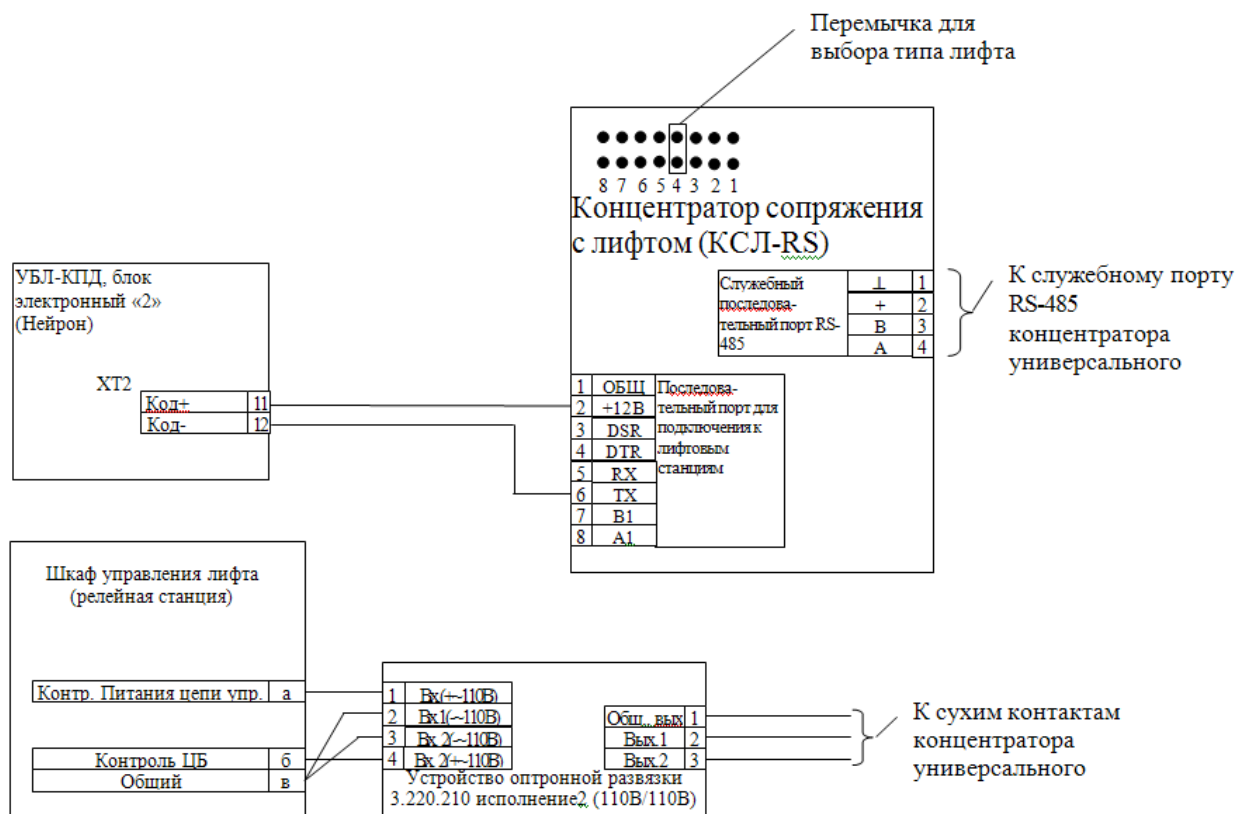 Перемычка для
выбора типа лифта
8 7 6 5 4 3 2 1
Концентратор сопряжения
с лифтом (КСЛ-RS)
Служебный
последова-
тельный порт RS-
485
⊥ 1
+ 2
В 3
А 4
К служебному порту
RS-485
концентратора
универсального
УБЛ-КПД, блок
электронный «2»
(Нейрон)
ХТ2
Код+ 11
Код- 12
1 ОБЩ
2 +12В
3 DSR
4 DTR
5 RX
6 TX
7 В1
8 А1
Последова-
тельный порт для
подключения к
лифтовым
станциям
Шкаф управления лифта
(релейная станция)
Контр. Питания цепи упр. а
Контроль ЦБ б
Общий в
1 Вх(+~110В)
2 Вх.1(-~110В)
3 Вх. 2(-~110В)
4 Вх. 2(+~110В)
Общ.. вых 1
Вых.1 2
Вых.2 3
Устройство оптронной развязки
3.220.210 исполнение2 (110В/110В)
К сухим контактам
концентратора
универсального